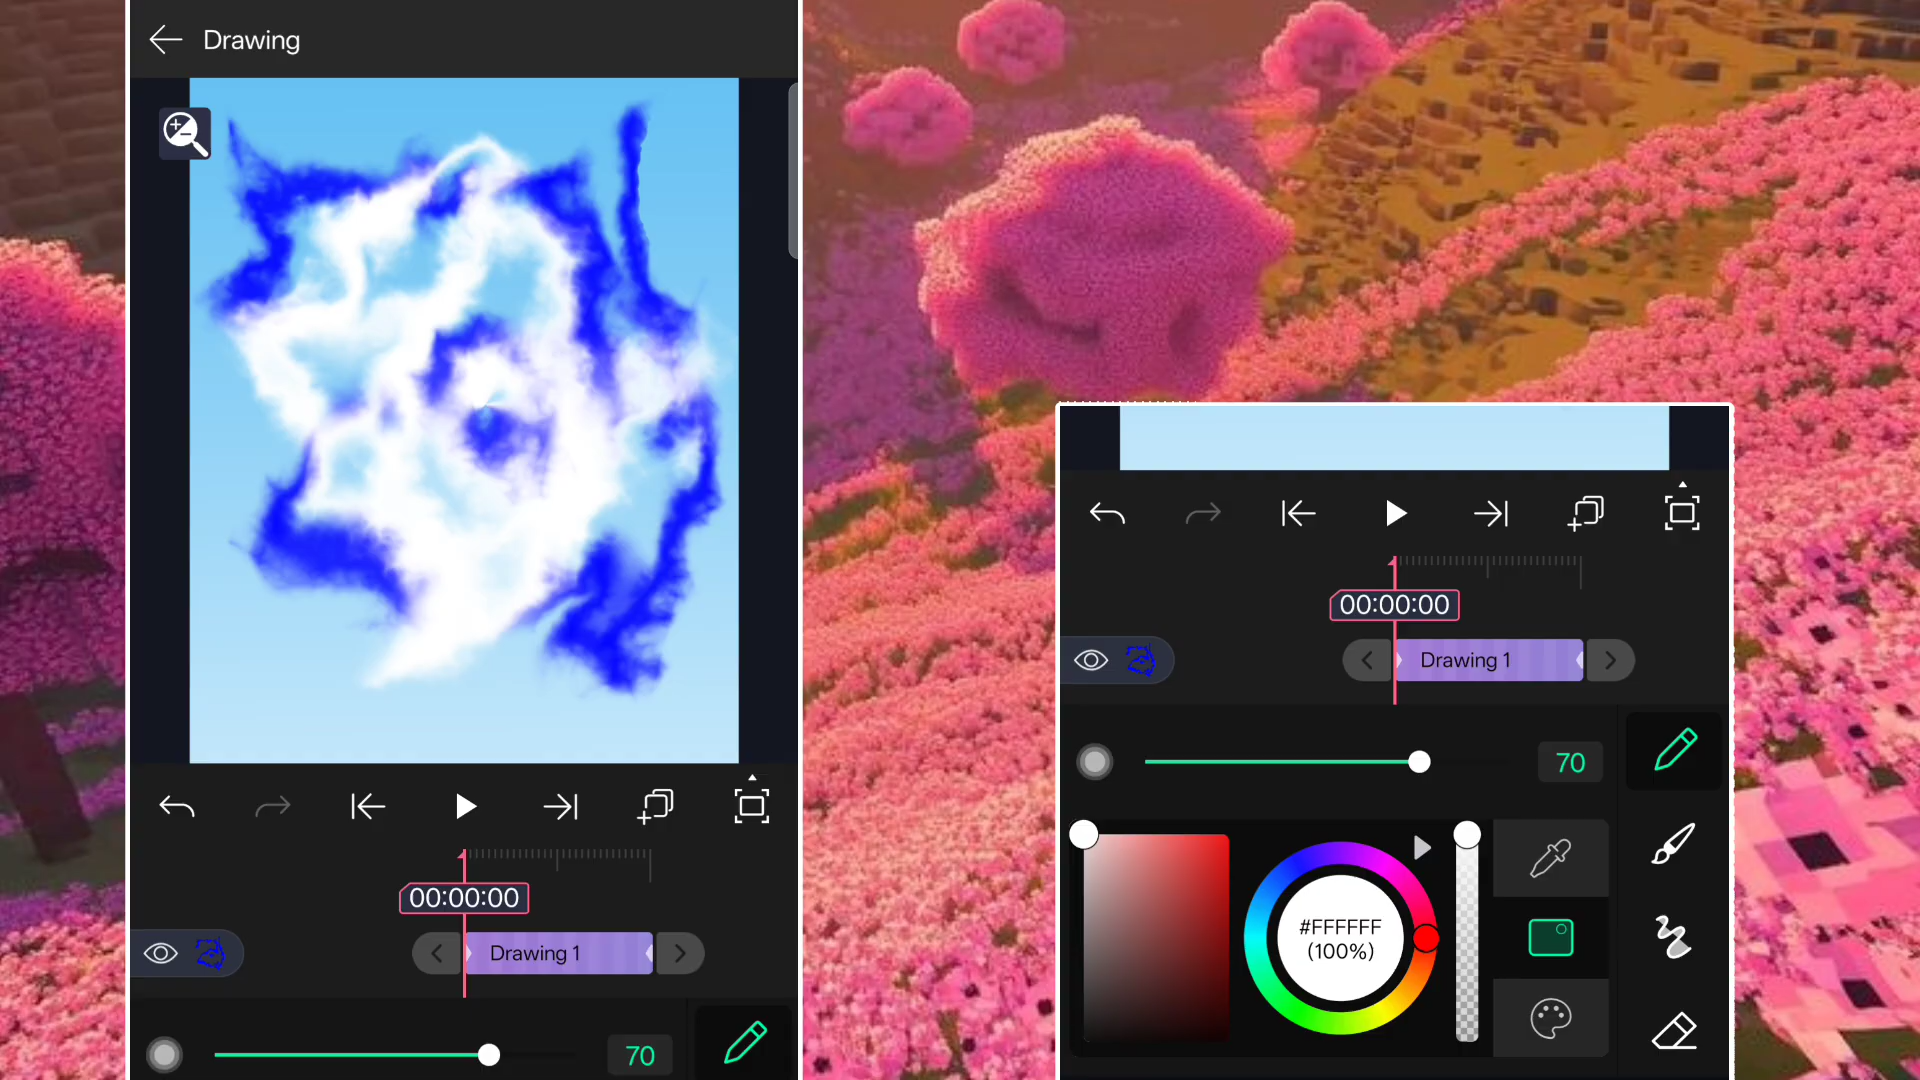 Drawing
00:00:00
Drawing 1
70
00:00:00
Drawing 1
70
#FFFFFF
(100%)